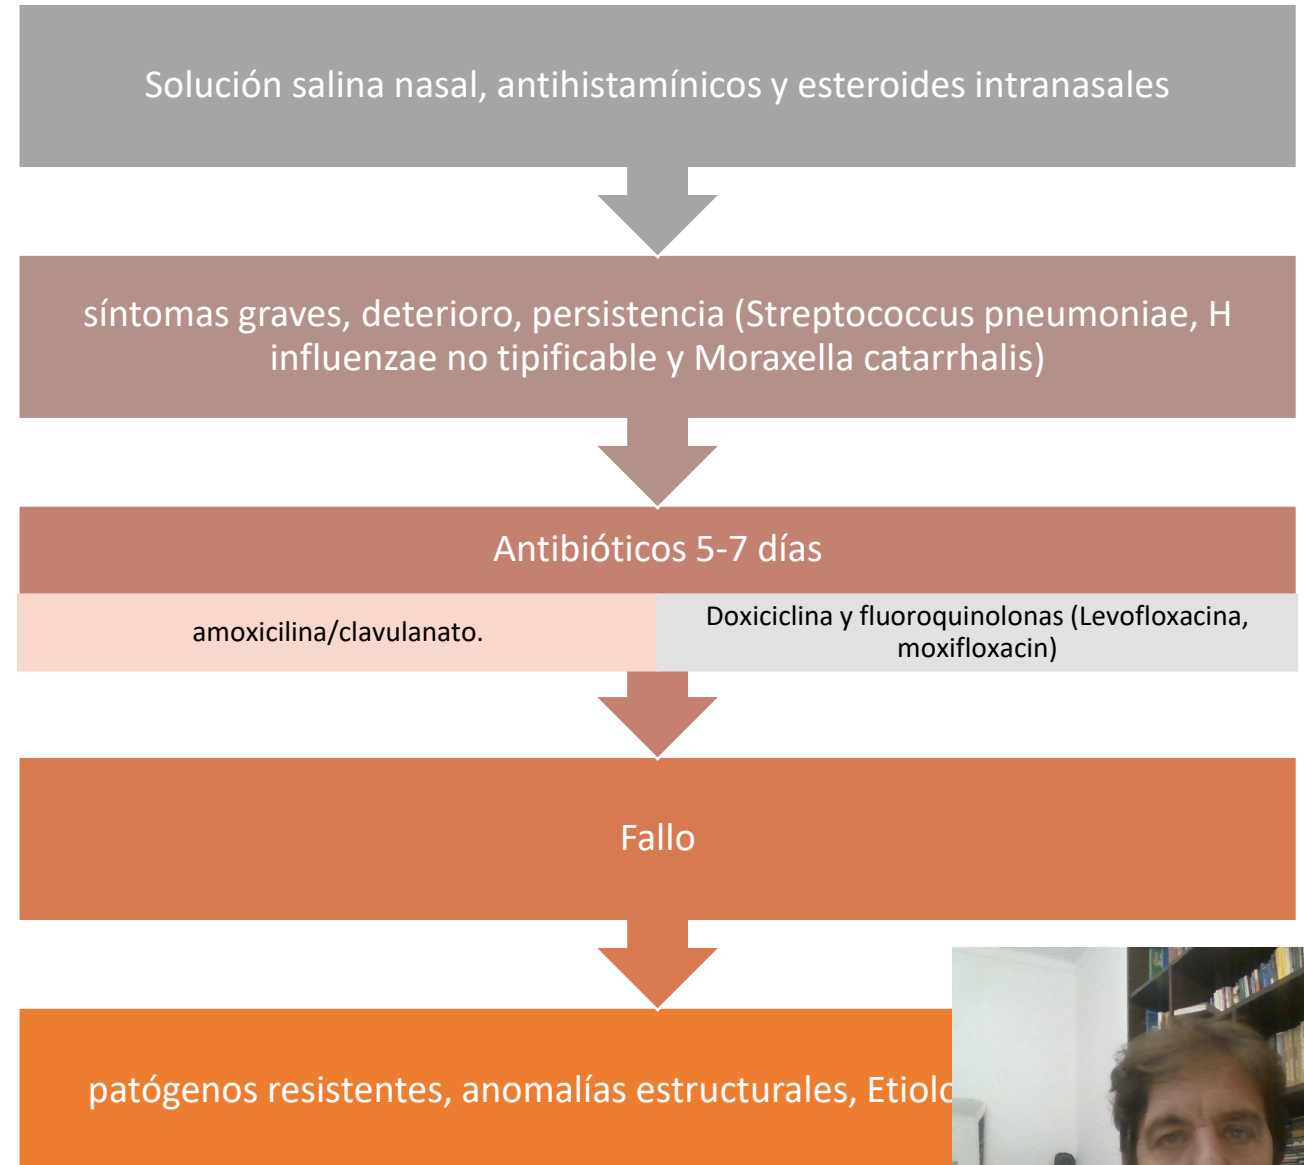 Solución salina nasal, antihistamínicos y esteroides intranasales
síntomas graves, deterioro, persistencia (Streptococcus pneumoniae, H
influenzae no tipificable y Moraxella catarrhalis)
Antibióticos 5-7 días
amoxicilina/clavulanato.
Doxiciclina y fluoroquinolonas (Levofloxacina,
moxifloxacin)
Fallo
patógenos resistentes, anomalías estructurales,